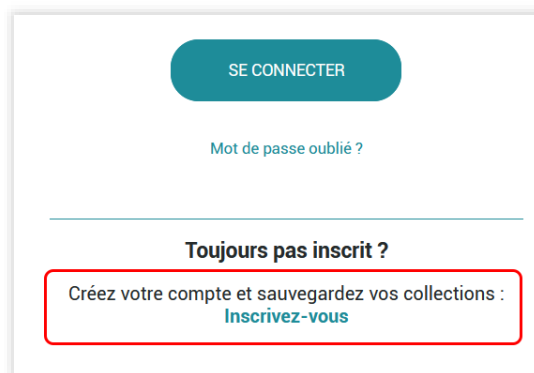 SE CONNECTER
Mot de passe oublié ?
Toujours pas inscrit ?
Créez votre compte et sauvegardez vos collections :
Inscrivez-vous